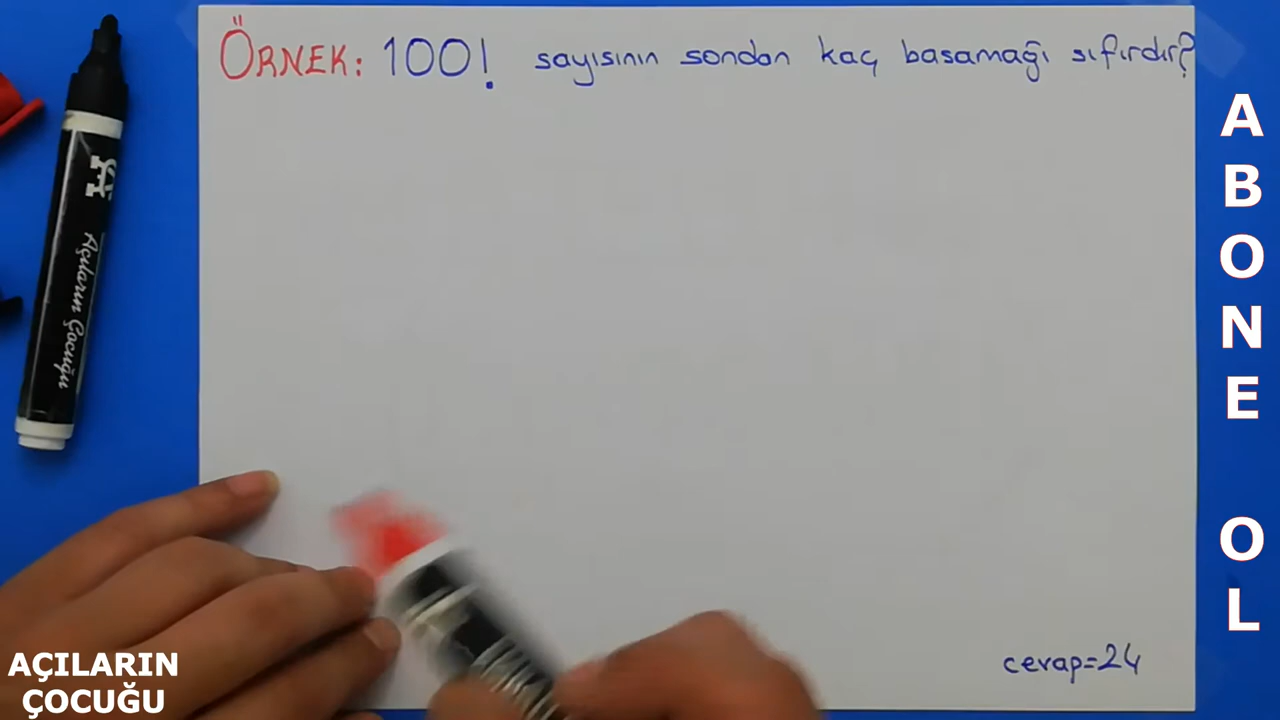 ÖRNEK: 100! sayısının sondan kaç basamağı sıfırdır?
cevap=24
Açıların Çocuğu
ABONE OL
AÇILARIN
ÇOCUĞU